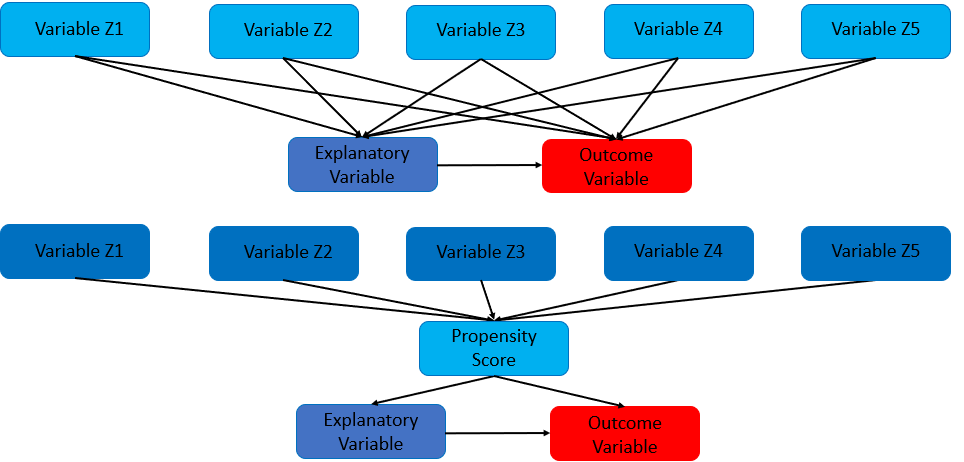 Variable Z1
Variable Z2
Variable Z3
Variable Z4
Variable Z5
Explanatory
Variable
Outcome
Variable
Variable Z1
Variable Z2
Variable Z3
Variable Z4
Variable Z5
Propensity
Score
Explanatory
Variable
Outcome
Variable